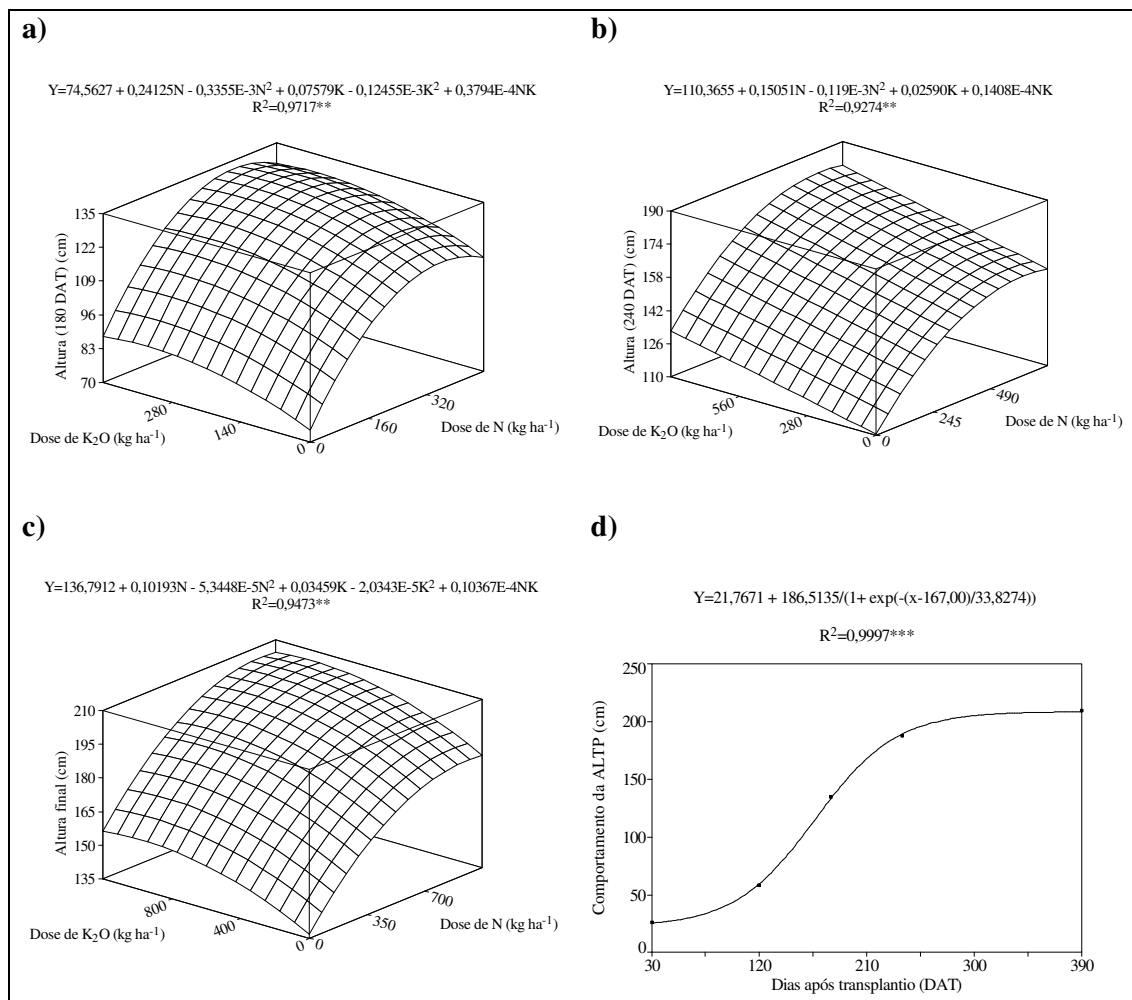 a)
Y=74,5627 + 0,24125N - 0,3355E-3N² + 0,07579K - 0,12455E-3K² + 0,3794E-4NK
R²=0,9717**
135
122
109
96
83
70
Altura (180 DAT) (cm)
280
140
0
Dose de K₂O (kg ha⁻¹)
0
160
320
Dose de N (kg ha⁻¹)
b)
Y=110,3655 + 0,15051N - 0,119E-3N² + 0,02590K + 0,1408E-4NK
R²=0,9274**
190
174
158
142
126
110
Altura (240 DAT) (cm)
560
280
0
Dose de K₂O (kg ha⁻¹)
0
245
490
Dose de N (kg ha⁻¹)
c)
Y=136,7912 + 0,10193N - 5,3448E-5N² + 0,03459K - 2,0343E-5K² + 0,10367E-4NK
R²=0,9473**
210
195
180
165
150
135
Altura final (cm)
800
400
0
Dose de K₂O (kg ha⁻¹)
0
350
700
Dose de N (kg ha⁻¹)
d)
Y=21,7671 + 186,5135/(1+ exp(-(x-167,00)/33,8274))
R²=0,9997***
250
200
150
100
50
0
Comportamento da ALTP (cm)
30
120
210
300
390
Dias após transplantio (DAT)